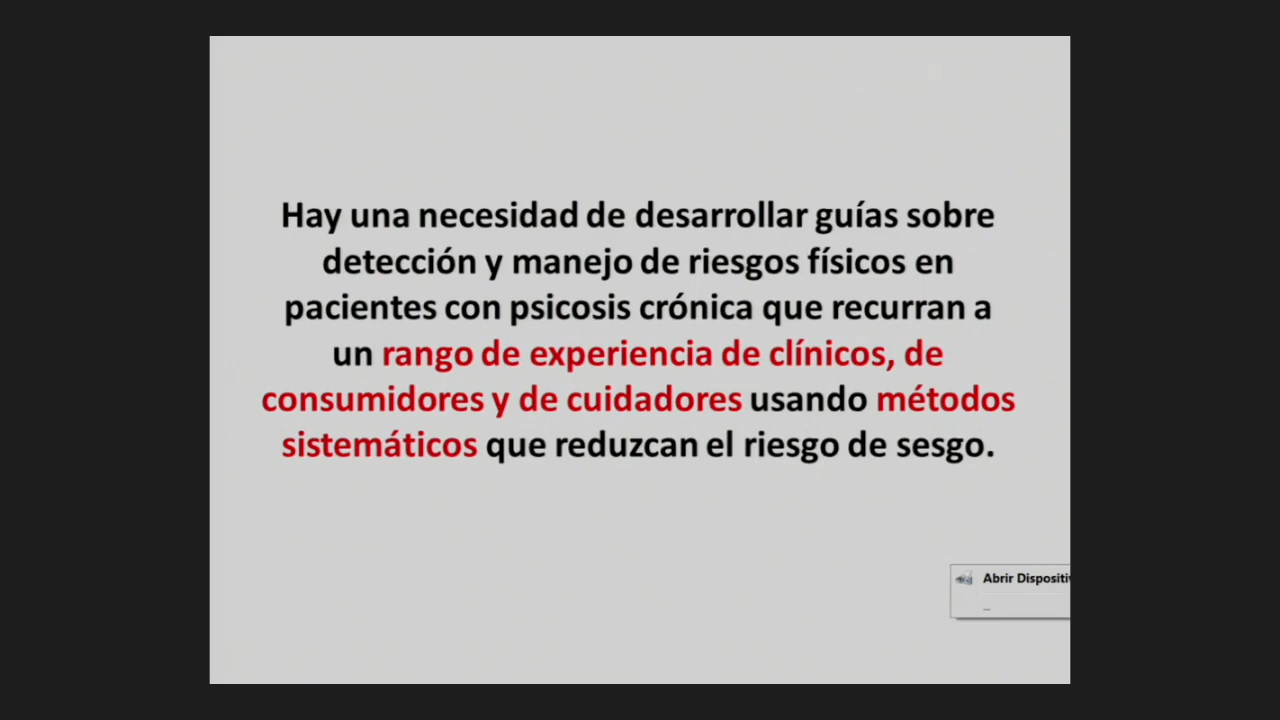 Hay una necesidad de desarrollar guías sobre
detección y manejo de riesgos físicos en
pacientes con psicosis crónica que recurran a
un rango de experiencia de clínicos, de
consumidores y de cuidadores usando métodos
sistemáticos que reduzcan el riesgo de sesgo.
Abrir Dispositiv